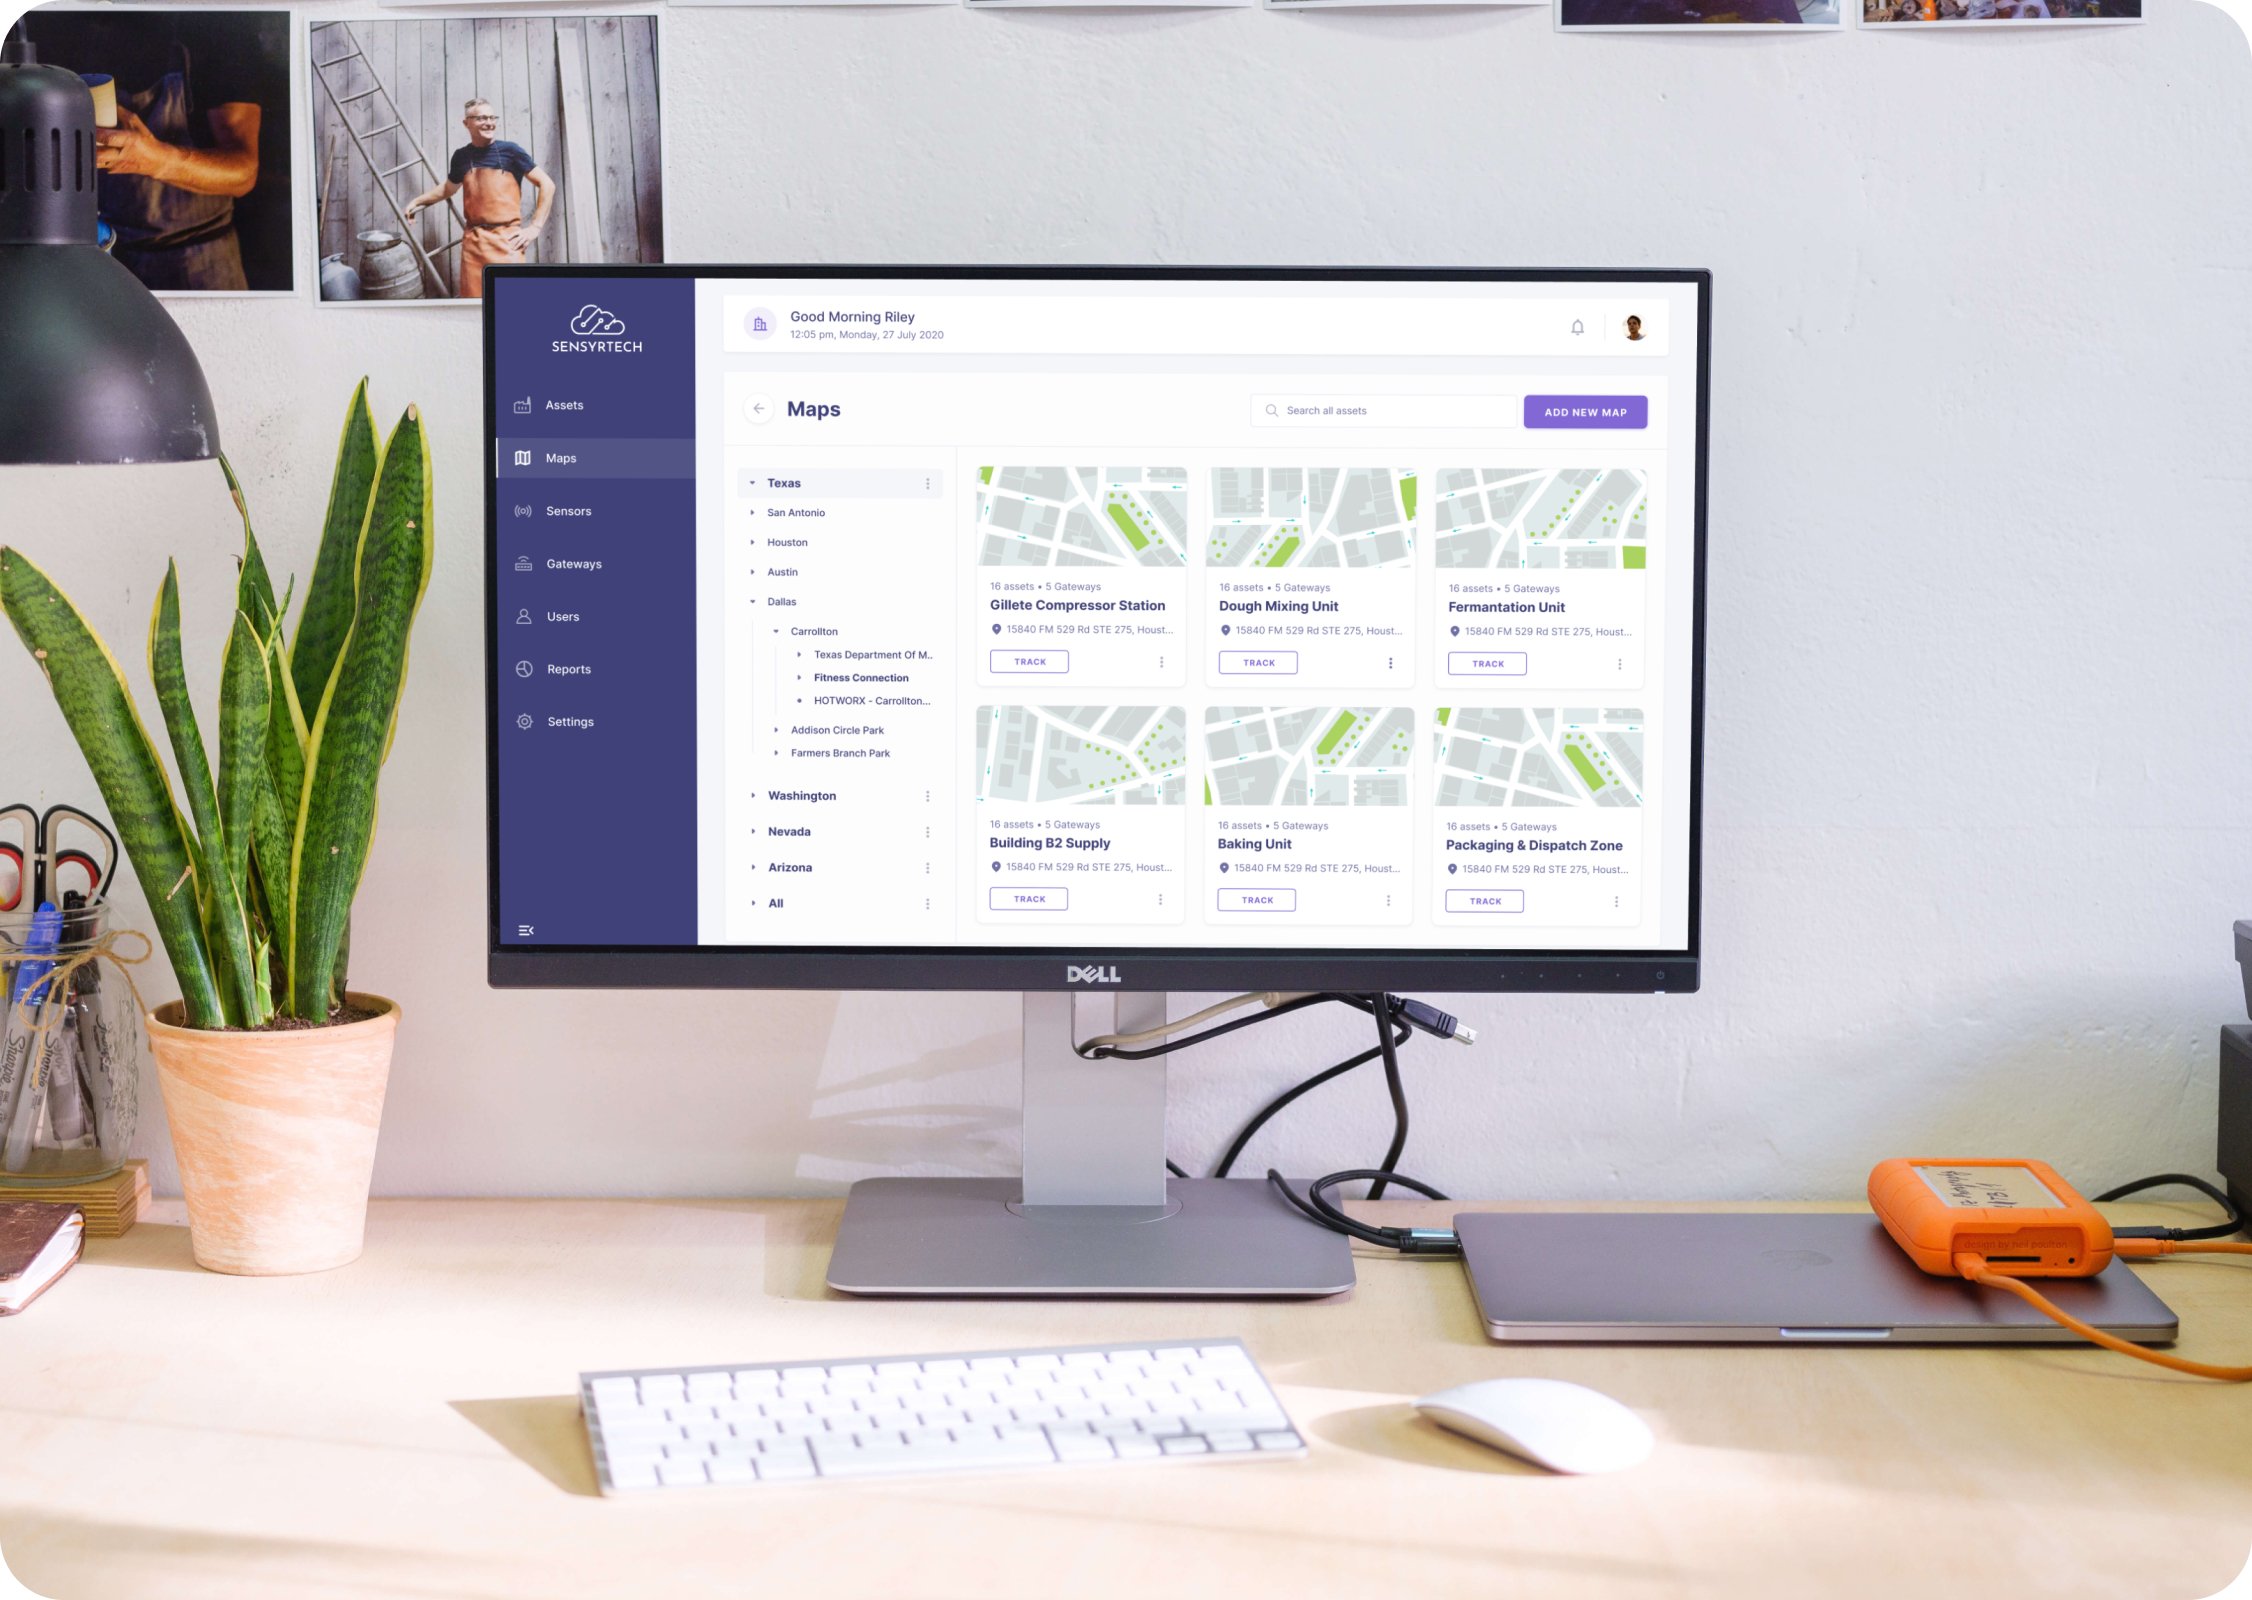 SENSYRTECH
Assets
Maps
Sensors
Gateways
Users
Reports
Settings
Good Morning Riley
12:05 pm, Monday, 27 July 2020
Maps
Search all assets
ADD NEW MAP
Texas
San Antonio
Houston
Austin
Dallas
Carrollton
Texas Department Of M..
Fitness Connection
HOTWORX - Carrollton...
Addison Circle Park
Farmers Branch Park
Washington
Nevada
Arizona
All
16 assets • 5 Gateways
Gillete Compressor Station
15840 FM 529 Rd STE 275, Houst...
TRACK
16 assets • 5 Gateways
Dough Mixing Unit
15840 FM 529 Rd STE 275, Houst...
TRACK
16 assets • 5 Gateways
Fermantation Unit
15840 FM 529 Rd STE 275, Houst...
TRACK
16 assets • 5 Gateways
Building B2 Supply
15840 FM 529 Rd STE 275, Houst...
TRACK
16 assets • 5 Gateways
Baking Unit
15840 FM 529 Rd STE 275, Houst...
TRACK
16 assets • 5 Gateways
Packaging & Dispatch Zone
15840 FM 529 Rd STE 275, Houst...
TRACK
DELL
Sharpie
design by neil poulton